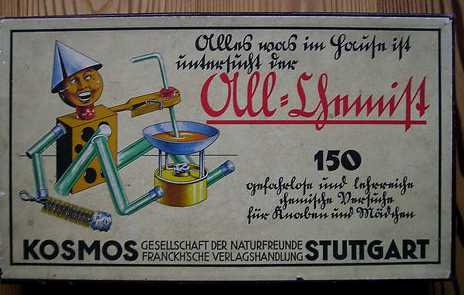 Alles was im Hause ist
untersucht der
All-Chemist
150
gefahrlose und lehrreiche
chemische Versuche
für Knaben und Mädchen
KOSMOS GESELLSCHAFT DER NATURFREUNDE STUTTGART
FRANCKH'SCHE VERLAGSHANDLUNG